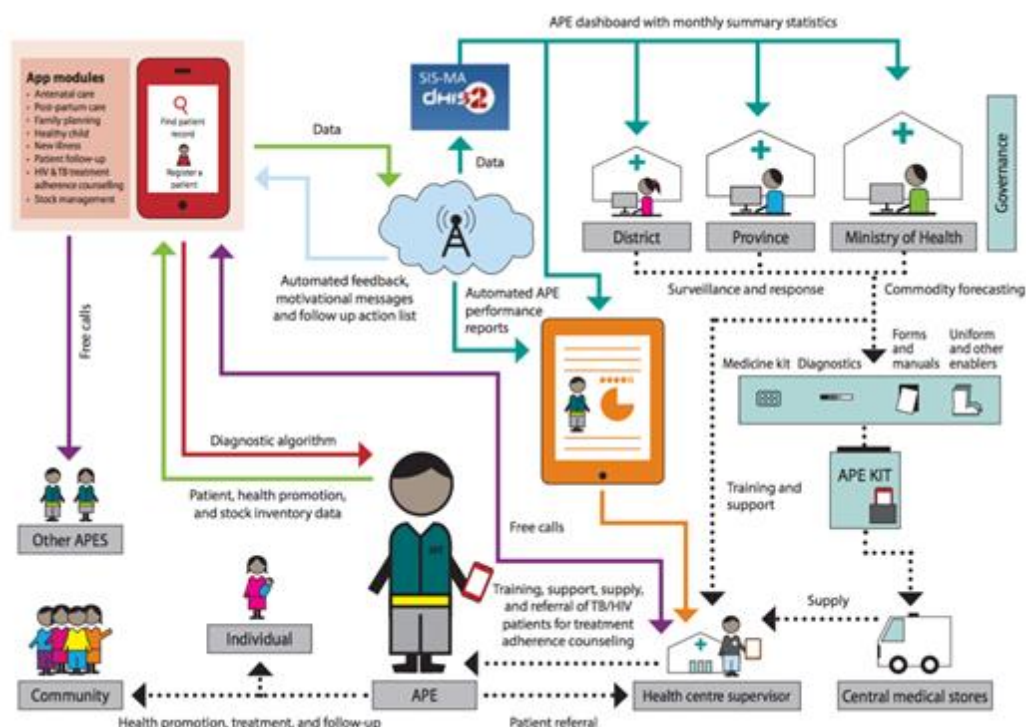 APE dashboard with monthly summary statistics
App modules
• Antenatal care
• Post-partum care
• Family planning
• Healthy child
• New illness
• Patient follow-up
• HIV & TB treatment
adherence counselling
• Stock management
Find patient
record
Register a
patient
SIS-MA
dhis2
Data
Data
Governance
District
Province
Ministry of Health
Automated feedback,
motivational messages
and follow up action list
Automated APE
performance
reports
Surveillance and response
Commodity forecasting
Free calls
Medicine kit
Diagnostics
Forms
and
manuals
Uniform
and other
enablers
Diagnostic algorithm
Patient, health promotion,
and stock inventory data
APE KIT
Training and
support
Other APES
Free calls
Individual
Training, support, supply,
and referral of TB/HIV
patients for treatment
adherence counseling
Supply
Community
APE
Health centre supervisor
Central medical stores
Health promotion, treatment, and follow-up
Patient referral